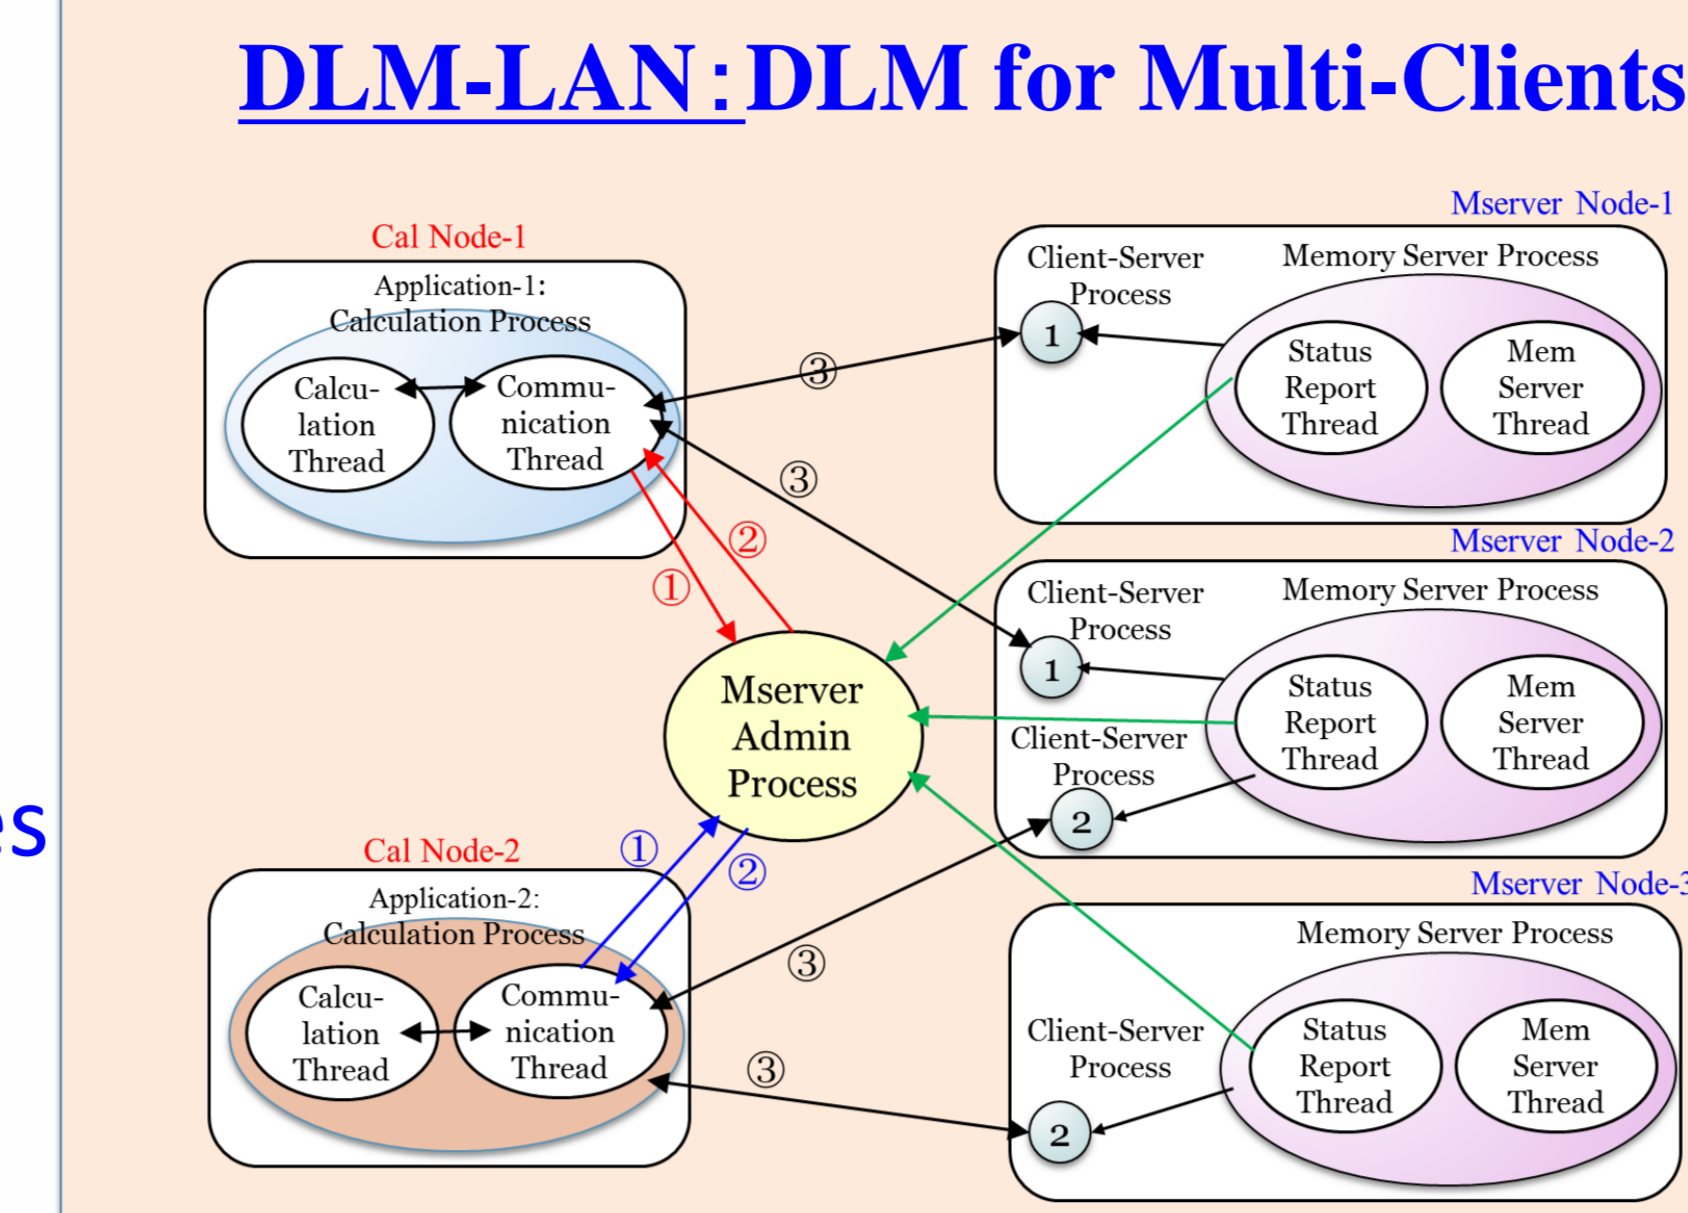 DLM-LAN:DLM for Multi-Clients
Cal Node-1
Application-1:
Calculation Process
Calcu-
lation
Thread
Commu-
nication
Thread
③
③
①
②
Mserver
Admin
Process
es
①
②
Cal Node-2
Application-2:
Calculation Process
Calcu-
lation
Thread
Commu-
nication
Thread
③
③
Mserver Node-1
Client-Server
Process
1
Memory Server Process
Status
Report
Thread
Mem
Server
Thread
Mserver Node-2
Client-Server
Process
1
Client-Server
Process
2
Memory Server Process
Status
Report
Thread
Mem
Server
Thread
Mserver Node-3
Client-Server
Process
2
Memory Server Process
Status
Report
Thread
Mem
Server
Thread